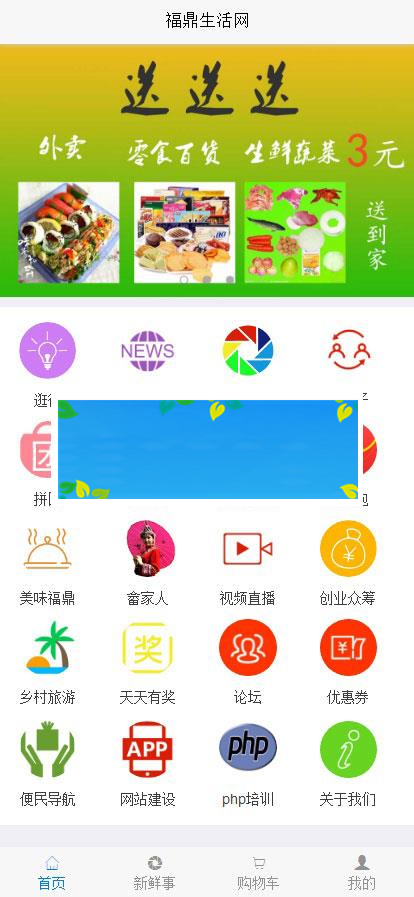 福鼎生活网
送送送
外卖 零食百货 生鲜蔬菜3元
送到家
NEWS
美味福鼎 畲家人 视频直播 创业众筹
奖
乡村旅游 天天有奖 论坛 优惠券
APP php
便民导航 网站建设 php培训 关于我们
首页 新鲜事 购物车 我的